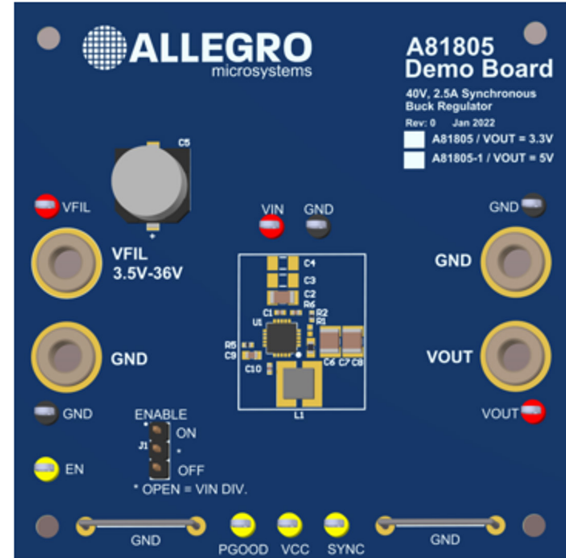 ALLEGRO
microsystems
A81805
Demo Board
40V, 2.5A Synchronous
Buck Regulator
Rev: 0 Jan 2022
A81805 / VOUT = 3.3V
A81805-1 / VOUT = 5V
C5
+
VFIL
VIN
GND
GND
VFIL
3.5V-36V
GND
C4
C3
C2
R6
C1
R2
R1
U1
R5
C9
C10
C6
C7
C8
L1
GND
VOUT
GND
VOUT
ENABLE
*
ON
J1
*
OFF
* OPEN = VIN DIV.
EN
GND
PGOOD
VCC
SYNC
GND